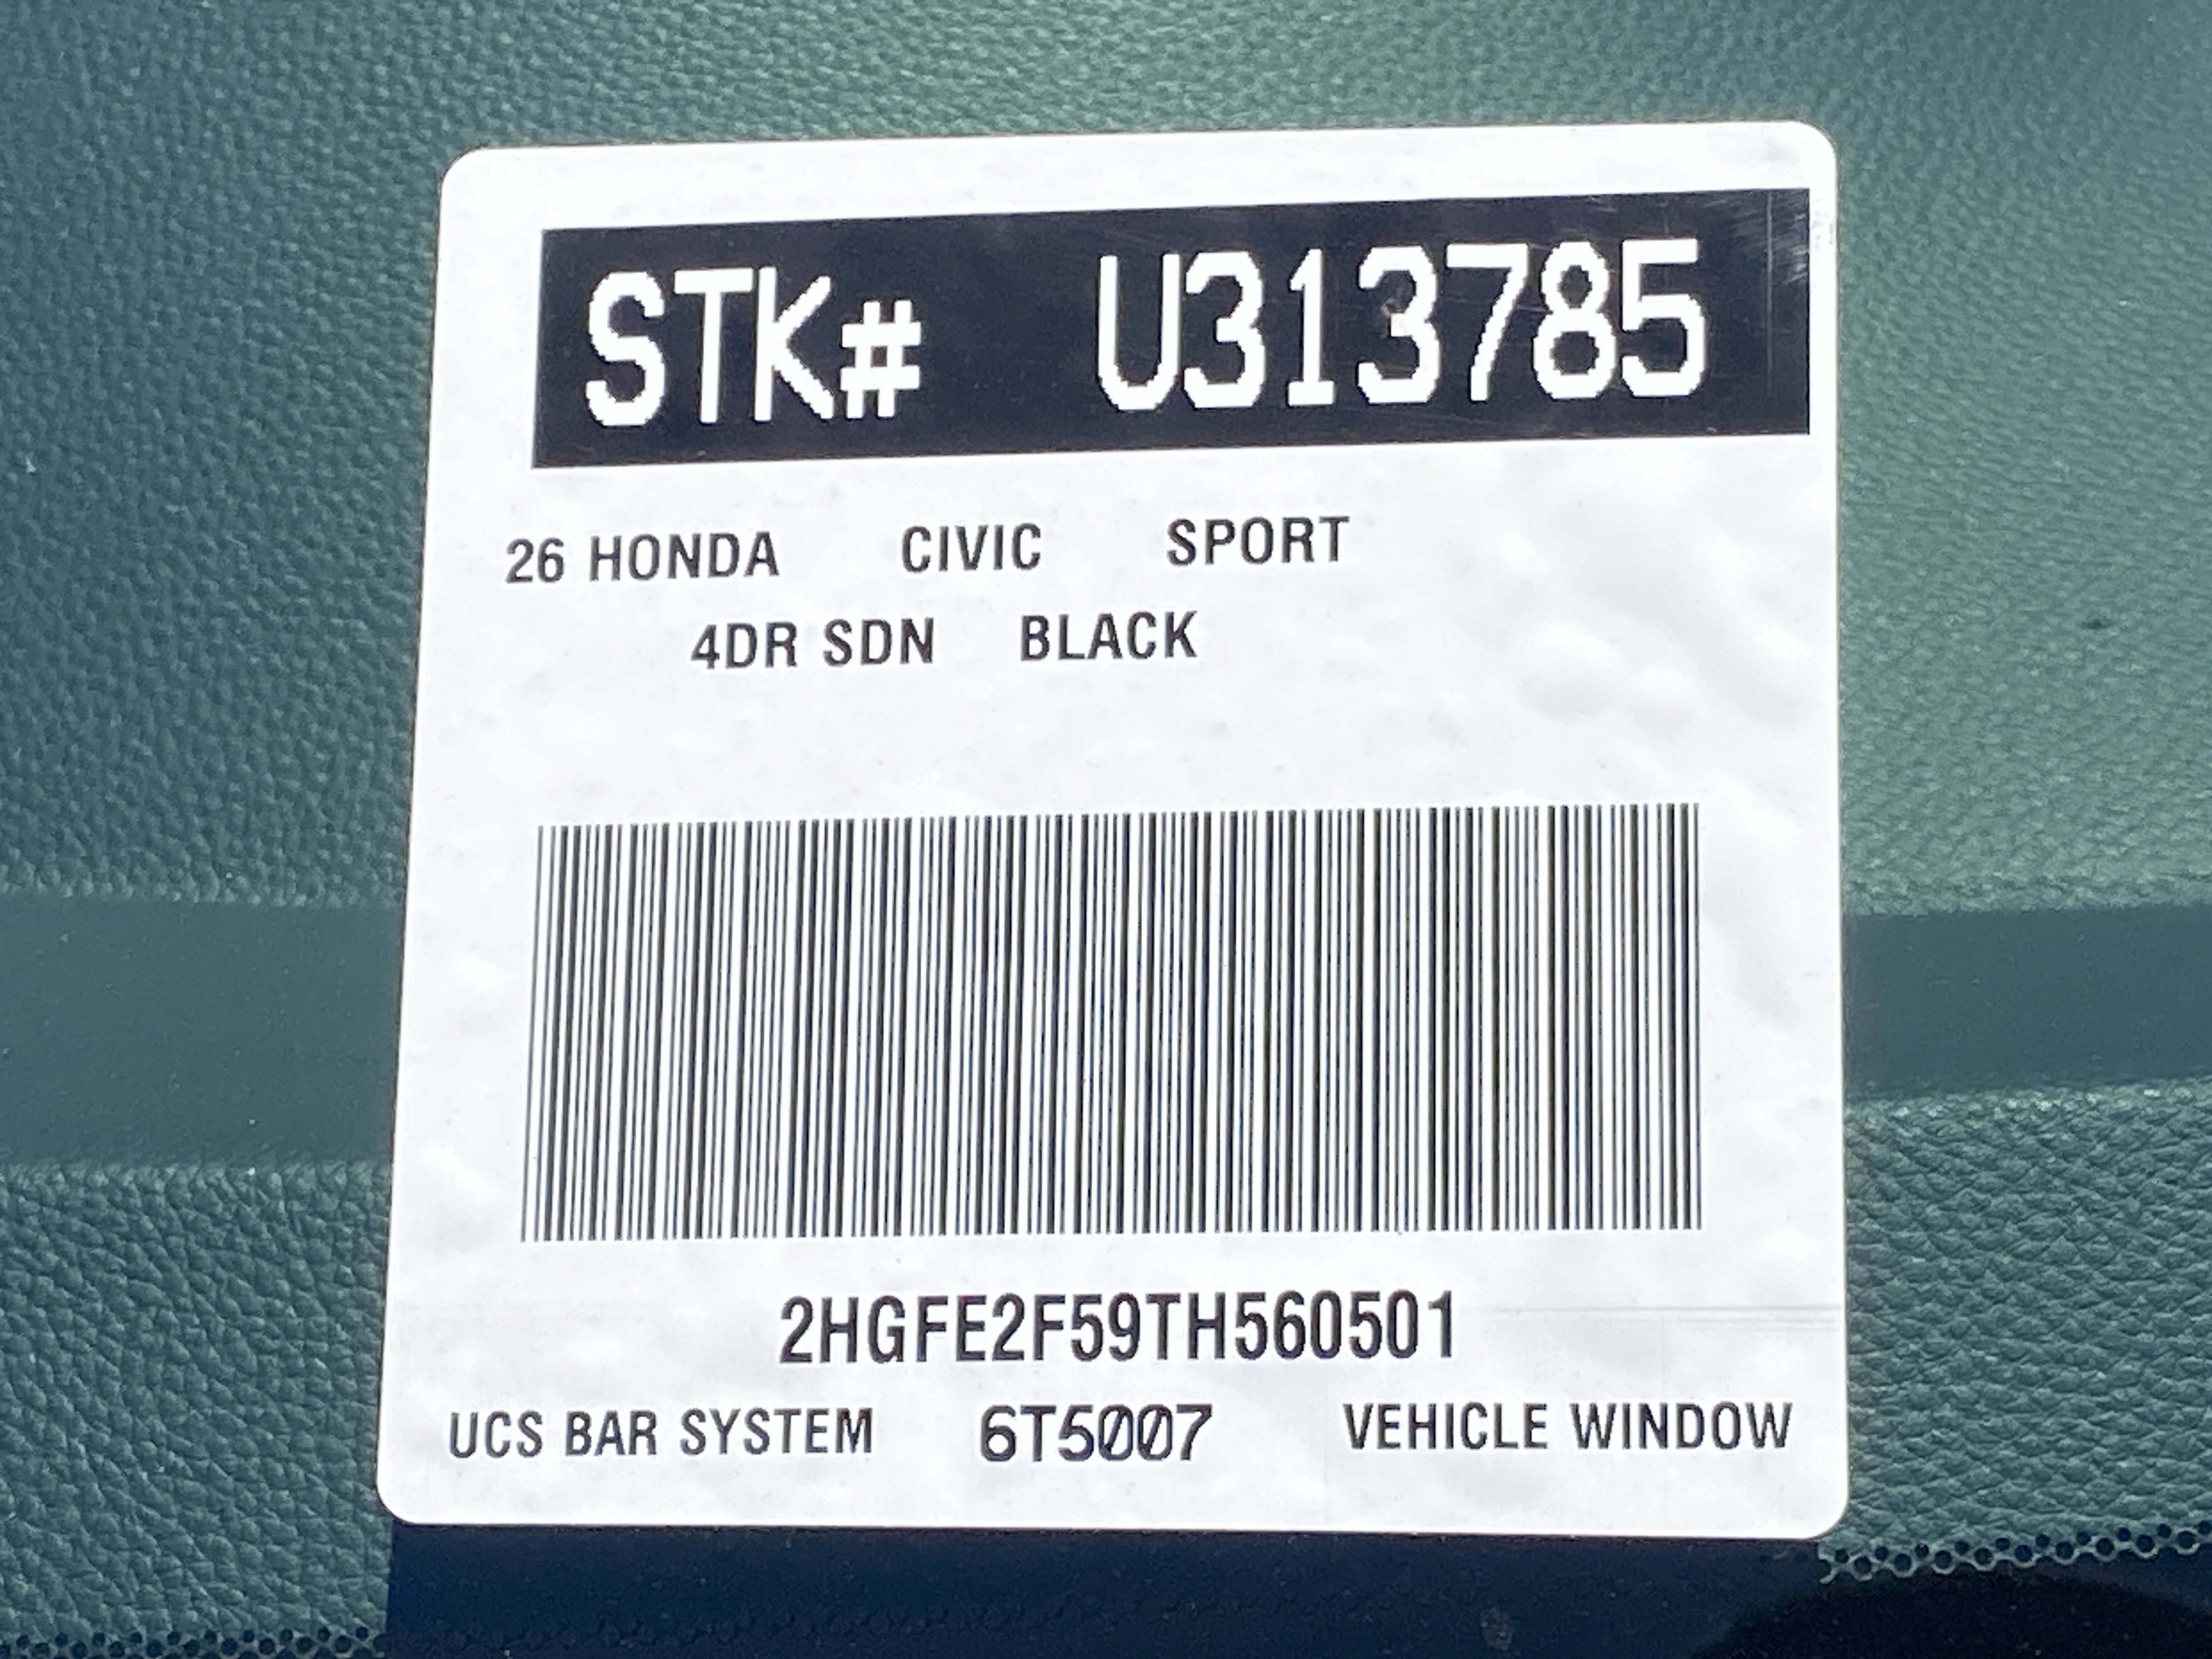 STK# U313785
26 HONDA CIVIC SPORT
4DR SDN BLACK
2HGFE2F59TH560501
UCS BAR SYSTEM 6T5007 VEHICLE WINDOW